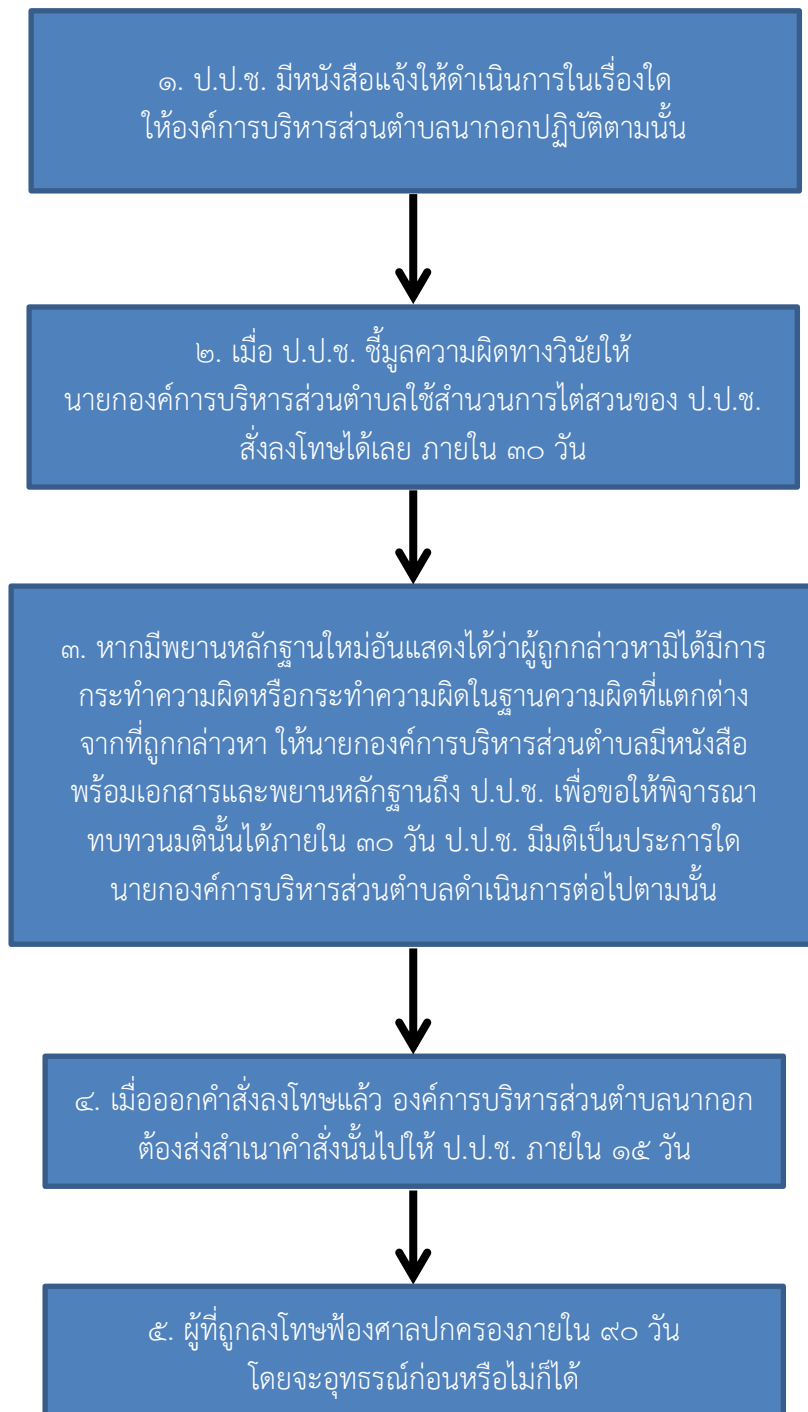 ๑. ป.ป.ช. มีหนังสือแจ้งให้ดำเนินการในเรื่องใด
ให้องค์การบริหารส่วนตำบลนากอกปฏิบัติตามนั้น
๒. เมื่อ ป.ป.ช. ชี้มูลความผิดทางวินัยให้
นายกองค์การบริหารส่วนตำบลใช้สำนวนการไต่สวนของ ป.ป.ช.
สั่งลงโทษได้เลย ภายใน ๓๐ วัน
๓. หากมีพยานหลักฐานใหม่อันแสดงได้ว่าผู้ถูกกล่าวหามิได้มีการ
กระทำความผิดหรือกระทำความผิดในฐานความผิดที่แตกต่าง
จากที่ถูกกล่าวหา ให้นายกองค์การบริหารส่วนตำบลมีหนังสือ
พร้อมเอกสารและพยานหลักฐานถึง ป.ป.ช. เพื่อขอให้พิจารณา
ทบทวนมตินั้นได้ภายใน ๓๐ วัน ป.ป.ช. มีมติเป็นประการใด
นายกองค์การบริหารส่วนตำบลดำเนินการต่อไปตามนั้น
๔. เมื่อออกคำสั่งลงโทษแล้ว องค์การบริหารส่วนตำบลนากอก
ต้องส่งสำเนาคำสั่งนั้นไปให้ ป.ป.ช. ภายใน ๑๕ วัน
๕. ผู้ที่ถูกลงโทษฟ้องศาลปกครองภายใน ๙๐ วัน
โดยจะอุทธรณ์ก่อนหรือไม่ก็ได้